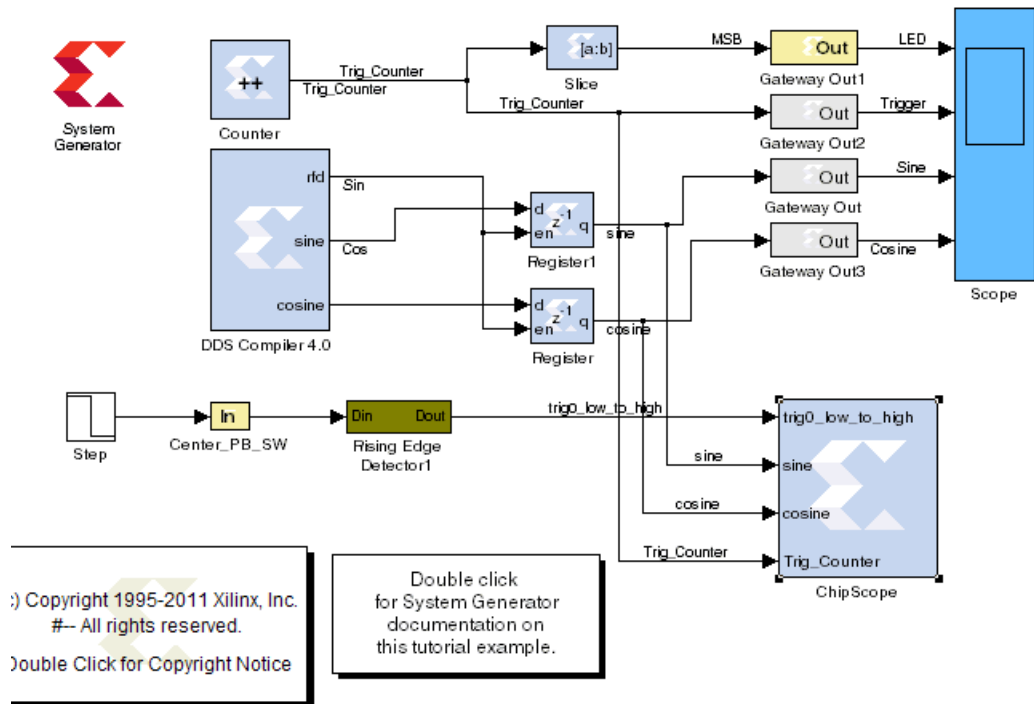 System
Generator
++
Counter
Trig_Counter
Trig_Counter
[a:b]
Slice
MSB
Out
Gateway Out1
LED
Trig_Counter
Out
Gateway Out2
Trigger
rfd
sine
cosine
DDS Compiler 4.0
Sin
Cos
d
en
z-1
q
Register1
sine
Out
Gateway Out
Sine
d
en
z-1
q
Register
cosine
Out
Gateway Out3
Cosine
Scope
Step
In
Center_PB_SW
Din
Dout
Rising Edge
Detector1
trig0_low_to_high
sine
cosine
Trig_Counter
trig0_low_to_high
sine
cosine
Trig_Counter
ChipScope
c) Copyright 1995-2011 Xilinx, Inc.
#-- All rights reserved.
Double Click for Copyright Notice
Double click
for System Generator
documentation on
this tutorial example.